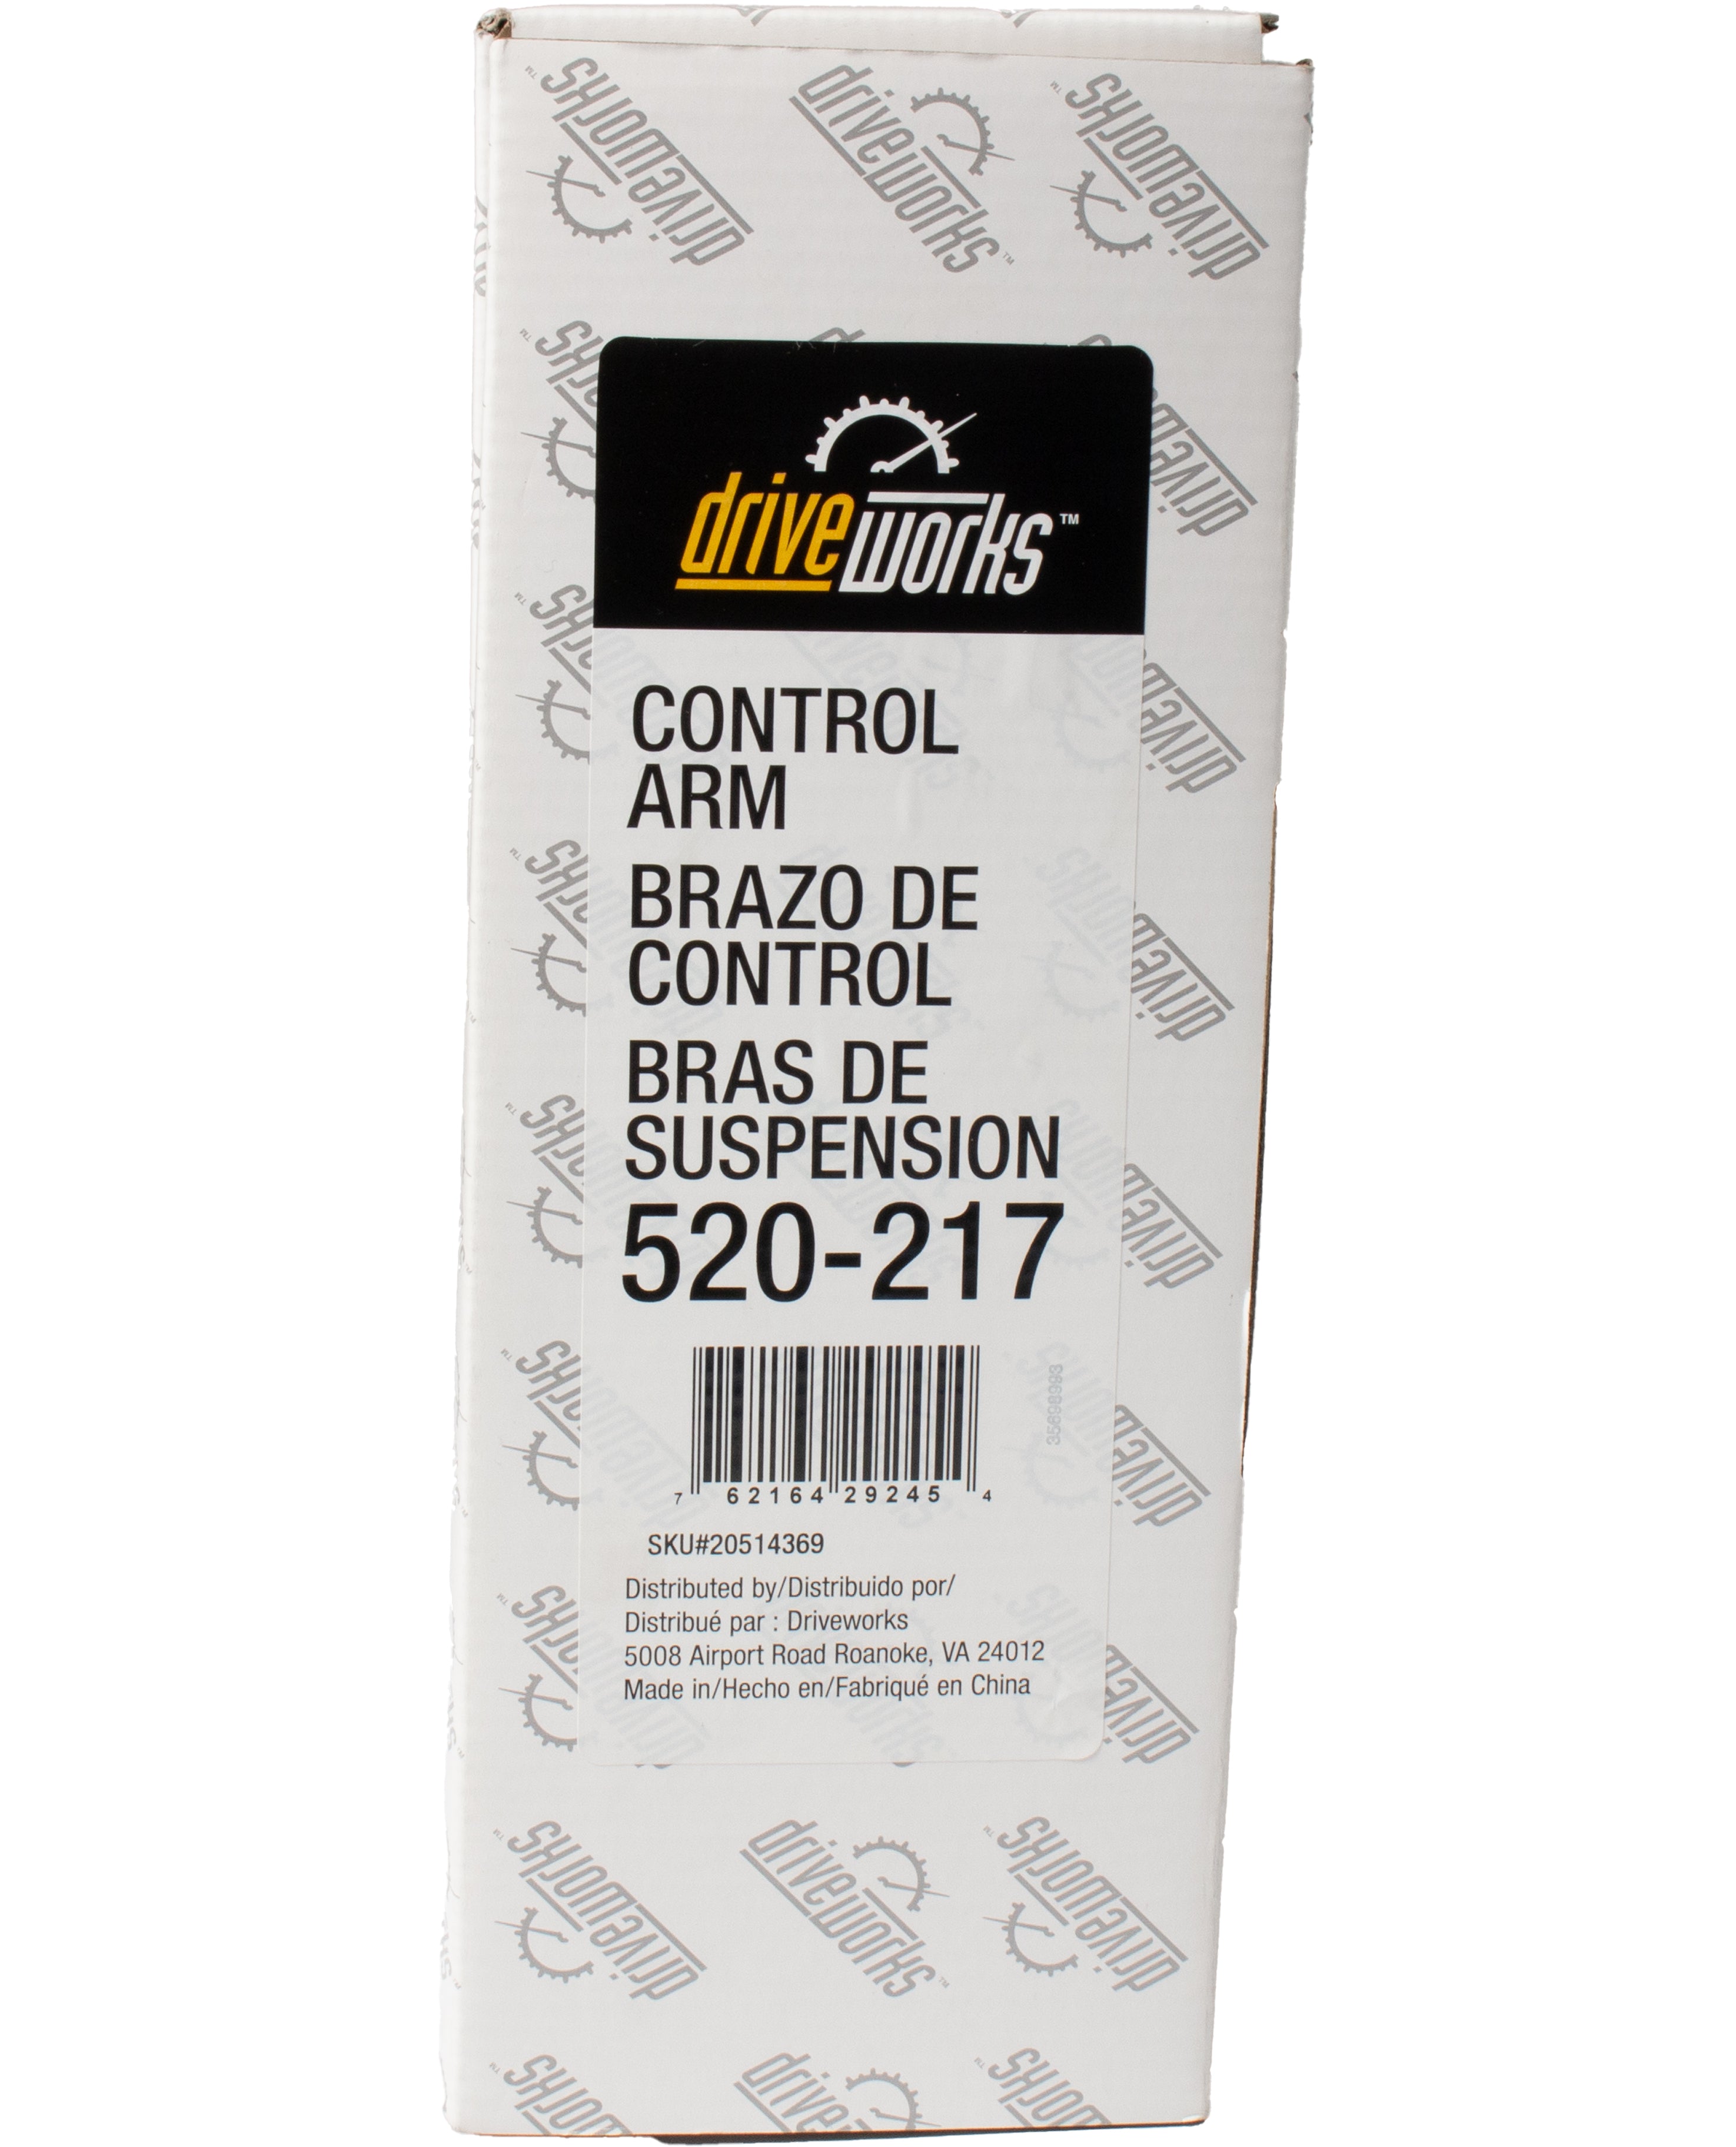 driveworks™
CONTROL
ARM
BRAZO DE
CONTROL
BRAS DE
SUSPENSION
520-217
7 62164 29245 4
SKU#20514369
Distributed by/Distribuido por/
Distribué par : Driveworks
5008 Airport Road Roanoke, VA 24012
Made in/Hecho en/Fabriqué en China